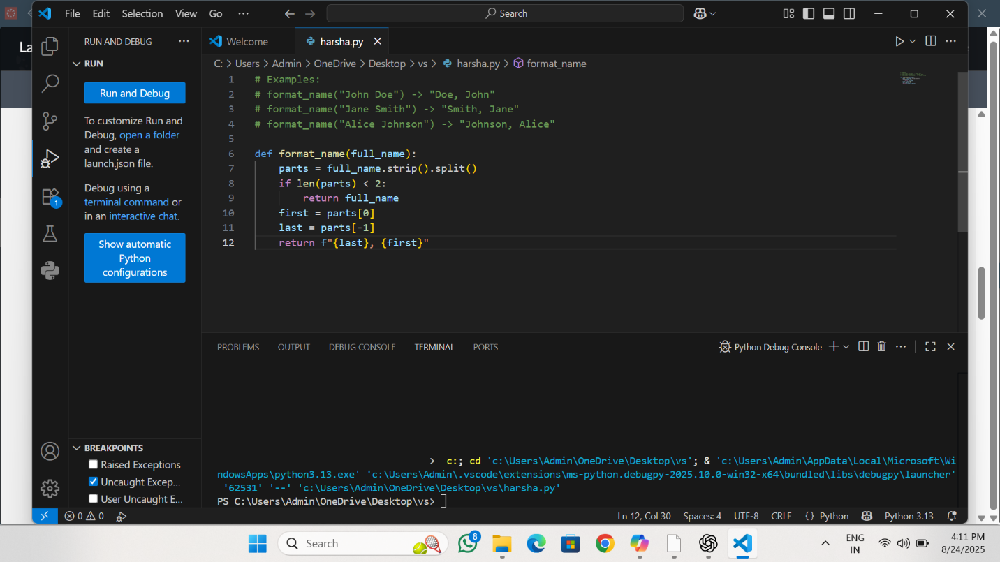 File Edit Selection View Go ··· Search
La
RUN AND DEBUG ···
RUN
Run and Debug
To customize Run and
Debug, open a folder
and create a
launch.json file.
Debug using a
terminal command or
in an interactive chat.
Show automatic
Python
configurations
1
BREAKPOINTS
Raised Exceptions
Uncaught Excep...
User Uncaught E...
Welcome harsha.py
C: > Users > Admin > OneDrive > Desktop > vs > harsha.py > format_name
1 # Examples:
2 # format_name("John Doe") -> "Doe, John"
3 # format_name("Jane Smith") -> "Smith, Jane"
4 # format_name("Alice Johnson") -> "Johnson, Alice"
5
6 def format_name(full_name):
7 parts = full_name.strip().split()
8 if len(parts) < 2:
9 return full_name
10 first = parts[0]
11 last = parts[-1]
12 return f"{last}, {first}"
PROBLEMS OUTPUT DEBUG CONSOLE TERMINAL PORTS Python Debug Console
> c:; cd 'c:\Users\Admin\OneDrive\Desktop\vs'; & 'c:\Users\Admin\AppData\Local\Microsoft\Wi
ndowsApps\python3.13.exe' 'c:\Users\Admin\.vscode\extensions\ms-python.debugpy-2025.10.0-win32-x64\bundled\libs\debugpy\launcher'
'62531' '--' 'c:\Users\Admin\OneDrive\Desktop\vs\harsha.py'
PS C:\Users\Admin\OneDrive\Desktop\vs>
0 0 Ln 12, Col 30 Spaces: 4 UTF-8 CRLF {} Python Python 3.13
Search 8 ENG 4:11 PM
IN 8/24/2025